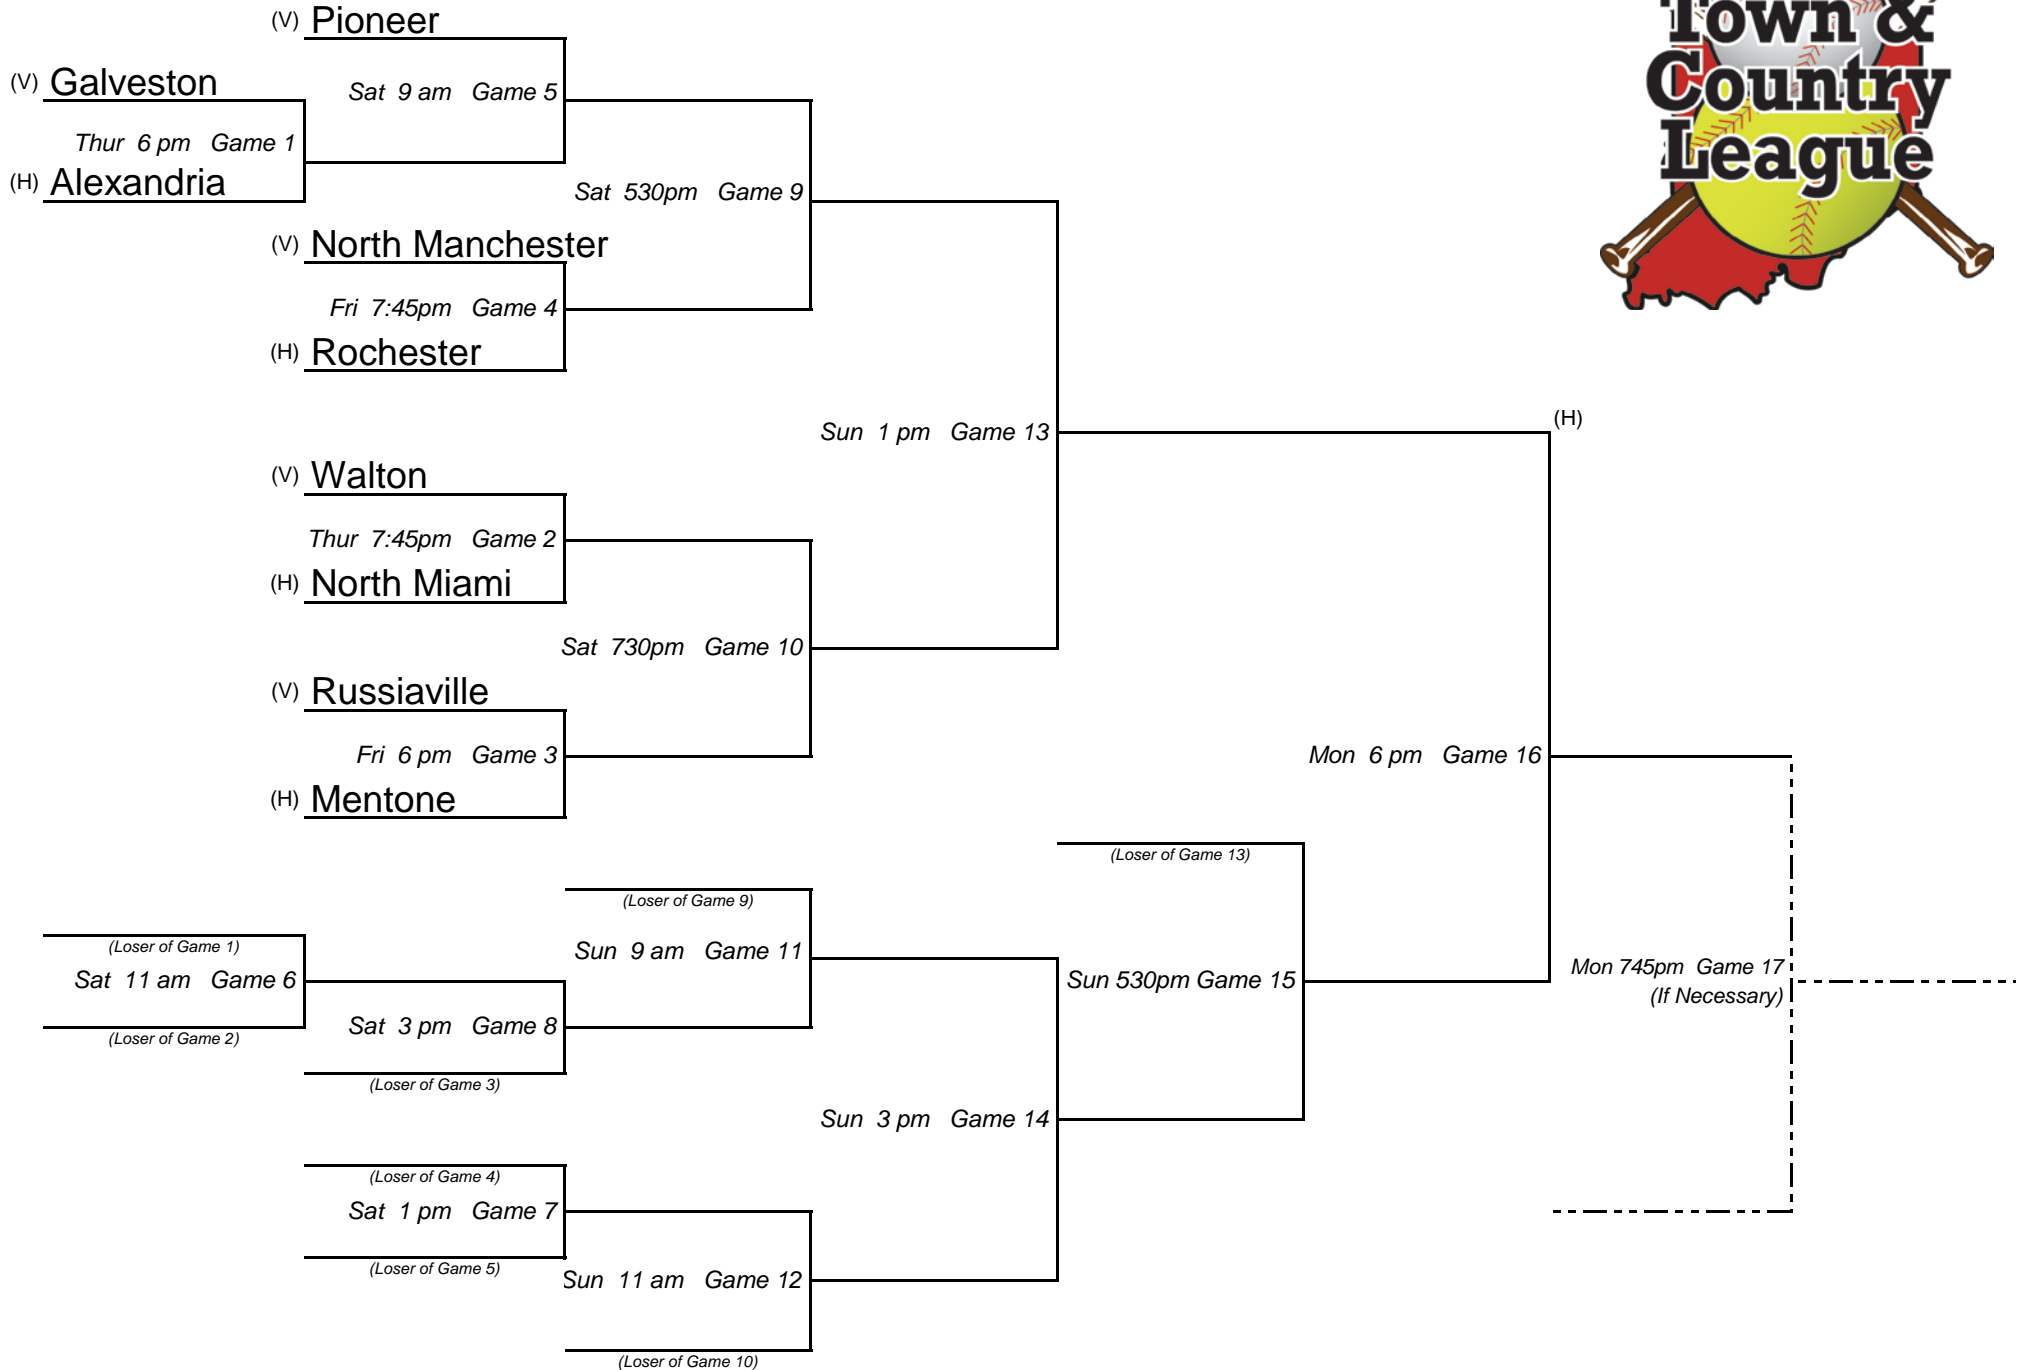 Town &
Country
League
(V) Pioneer
(V) Galveston
Sat 9 am Game 5
Thur 6 pm Game 1
(H) Alexandria
Sat 530pm Game 9
(V) North Manchester
Fri 7:45pm Game 4
(H) Rochester
(H)
Sun 1 pm Game 13
(V) Walton
Thur 7:45pm Game 2
(H) North Miami
Sat 730pm Game 10
(V) Russiaville
Fri 6 pm Game 3
Mon 6 pm Game 16
(H) Mentone
(Loser of Game 13)
(Loser of Game 9)
(Loser of Game 1)
Sun 9 am Game 11
Sat 11 am Game 6
Sun 530pm Game 15
Mon 745pm Game 17
(If Necessary)
Sat 3 pm Game 8
(Loser of Game 2)
(Loser of Game 3)
Sun 3 pm Game 14
(Loser of Game 4)
Sat 1 pm Game 7
(Loser of Game 5)
Sun 11 am Game 12
(Loser of Game 10)